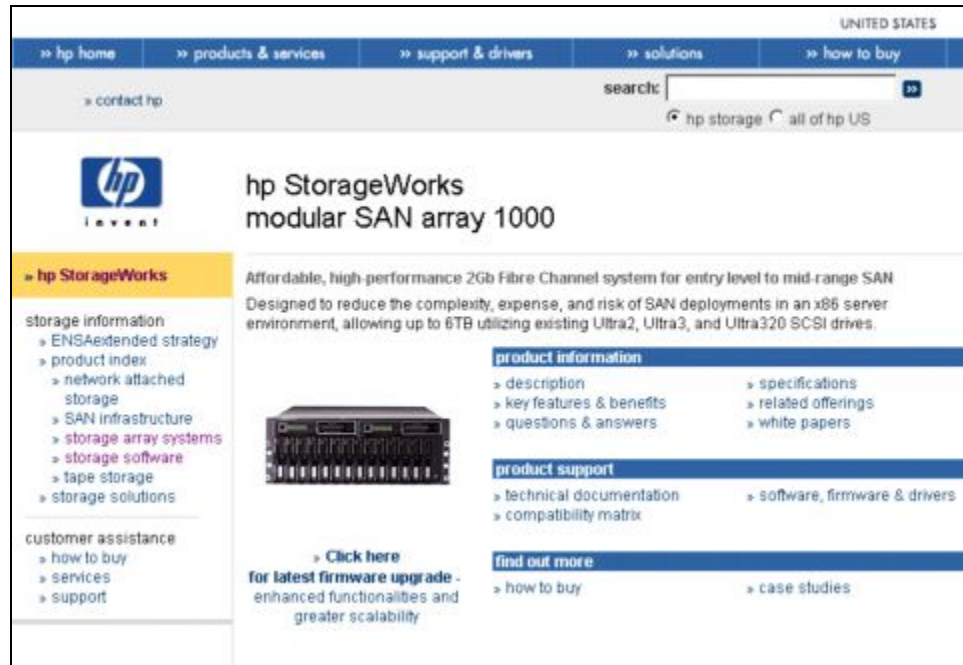 UNITED STATES
» hp home » products & services » support & drivers » solutions » how to buy
» contact hp
search: »
hp storage all of hp US
hp
invent
hp StorageWorks
modular SAN array 1000
» hp StorageWorks
storage information
» ENSAextended strategy
» product index
» network attached
storage
» SAN infrastructure
» storage array systems
» storage software
» tape storage
» storage solutions
customer assistance
» how to buy
» services
» support
Affordable, high-performance 2Gb Fibre Channel system for entry level to mid-range SAN
Designed to reduce the complexity, expense, and risk of SAN deployments in an x86 server
environment, allowing up to 6TB utilizing existing Ultra2, Ultra3, and Ultra320 SCSI drives.
» Click here
for latest firmware upgrade -
enhanced functionalities and
greater scalability
product information
» description » specifications
» key features & benefits » related offerings
» questions & answers » white papers
product support
» technical documentation » software, firmware & drivers
» compatibility matrix
find out more
» how to buy » case studies